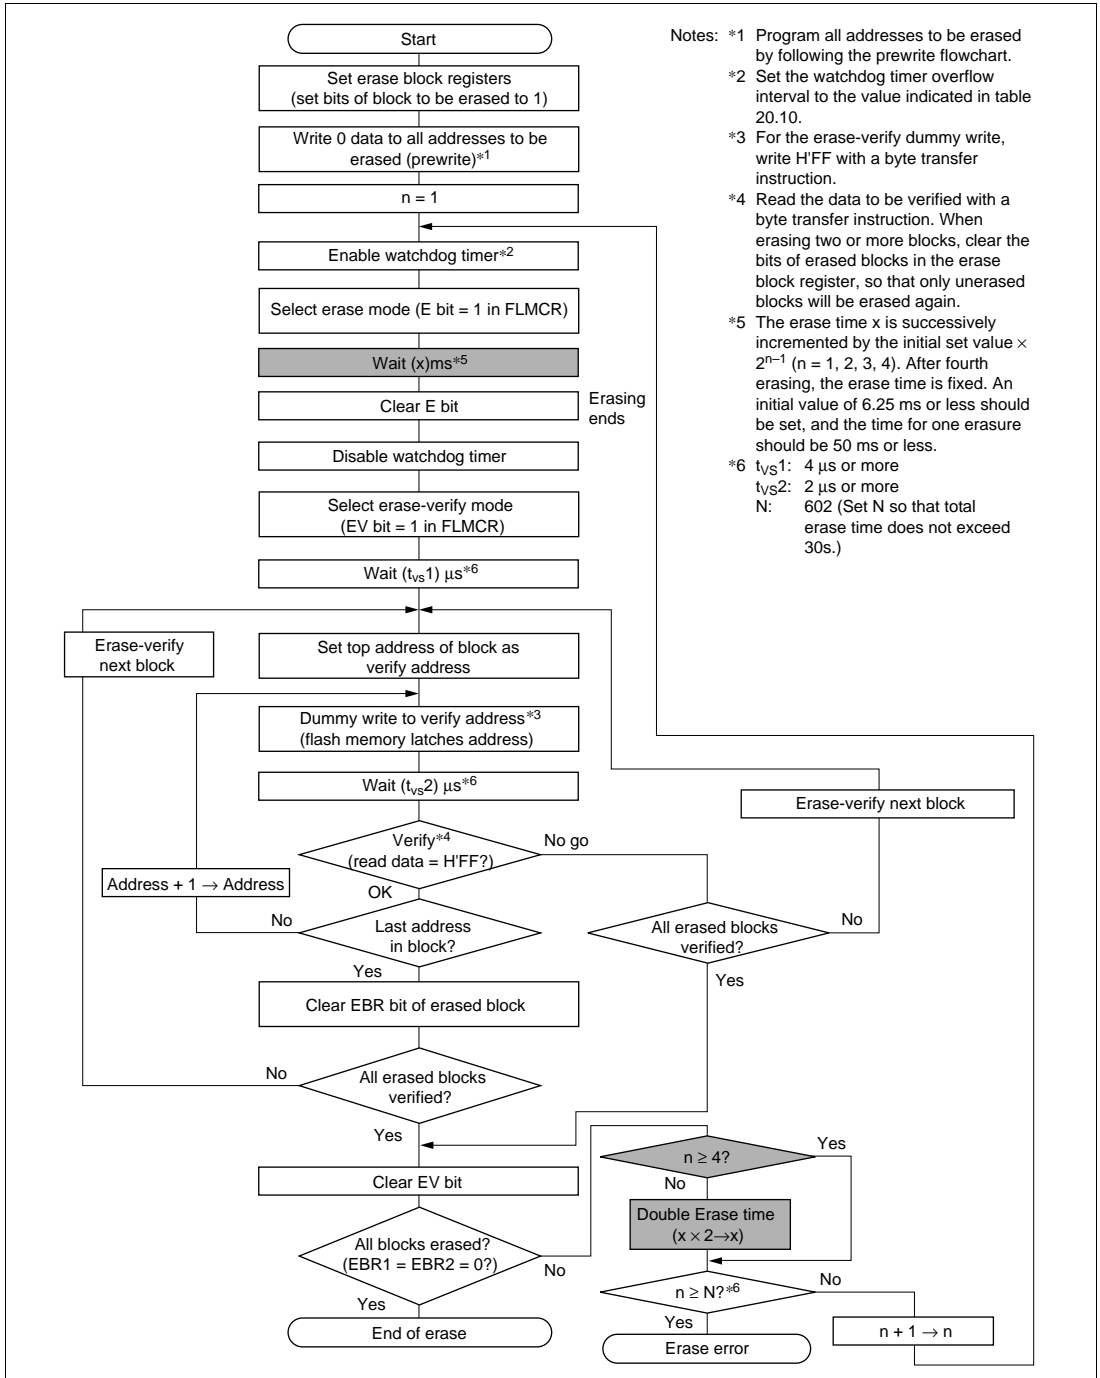 Start
Set erase block registers
(set bits of block to be erased to 1)
Write 0 data to all addresses to be
erased (prewrite)*1
n = 1
Enable watchdog timer*2
Select erase mode (E bit = 1 in FLMCR)
Wait (x)ms*5
Clear E bit
Erasing
ends
Disable watchdog timer
Select erase-verify mode
(EV bit = 1 in FLMCR)
Wait (tvs1) μs*6
Erase-verify
next block
Set top address of block as
verify address
Dummy write to verify address*3
(flash memory latches address)
Wait (tvs2) μs*6
Erase-verify next block
Verify*4
(read data = H'FF?)
No go
OK
Address + 1 → Address
No
Last address
in block?
Yes
All erased blocks
verified?
No
Yes
Clear EBR bit of erased block
No
All erased blocks
verified?
Yes
Clear EV bit
All blocks erased?
(EBR1 = EBR2 = 0?)
No
Yes
End of erase
n ≥ 4?
Yes
No
Double Erase time
(x × 2→x)
n ≥ N?*6
No
Yes
n + 1 → n
Erase error
Notes: *1 Program all addresses to be erased
by following the prewrite flowchart.
*2 Set the watchdog timer overflow
interval to the value indicated in table
20.10.
*3 For the erase-verify dummy write,
write H'FF with a byte transfer
instruction.
*4 Read the data to be verified with a
byte transfer instruction. When
erasing two or more blocks, clear the
bits of erased blocks in the erase
block register, so that only unerased
blocks will be erased again.
*5 The erase time x is successively
incremented by the initial set value ×
2n–1 (n = 1, 2, 3, 4). After fourth
erasing, the erase time is fixed. An
initial value of 6.25 ms or less should
be set, and the time for one erasure
should be 50 ms or less.
*6 tVS1: 4 μs or more
tVS2: 2 μs or more
N: 602 (Set N so that total
erase time does not exceed
30s.)